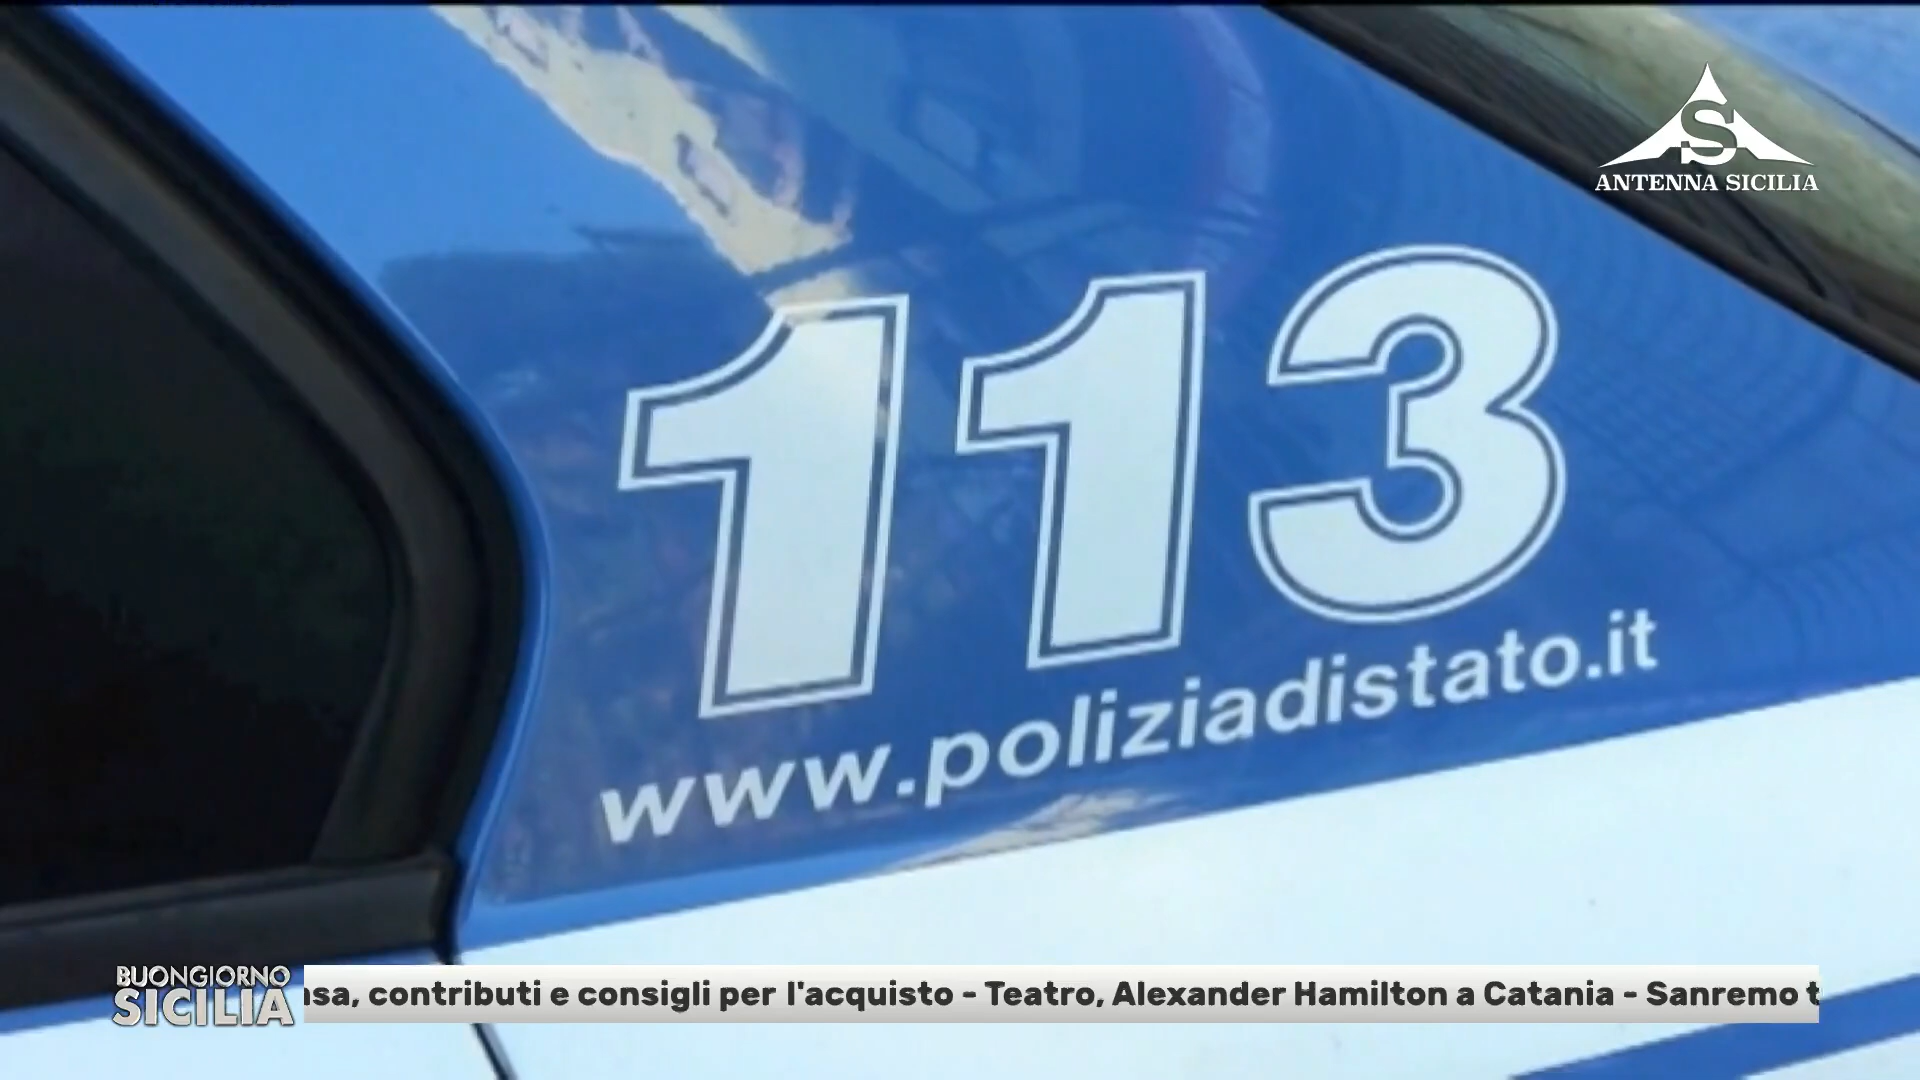 S
ANTENNA SICILIA
113
www.poliziadistato.it
BUONGIORNO
SICILIA
contributi e consigli per l'acquisto - Teatro, Alexander Hamilton a Catania - Sanremo